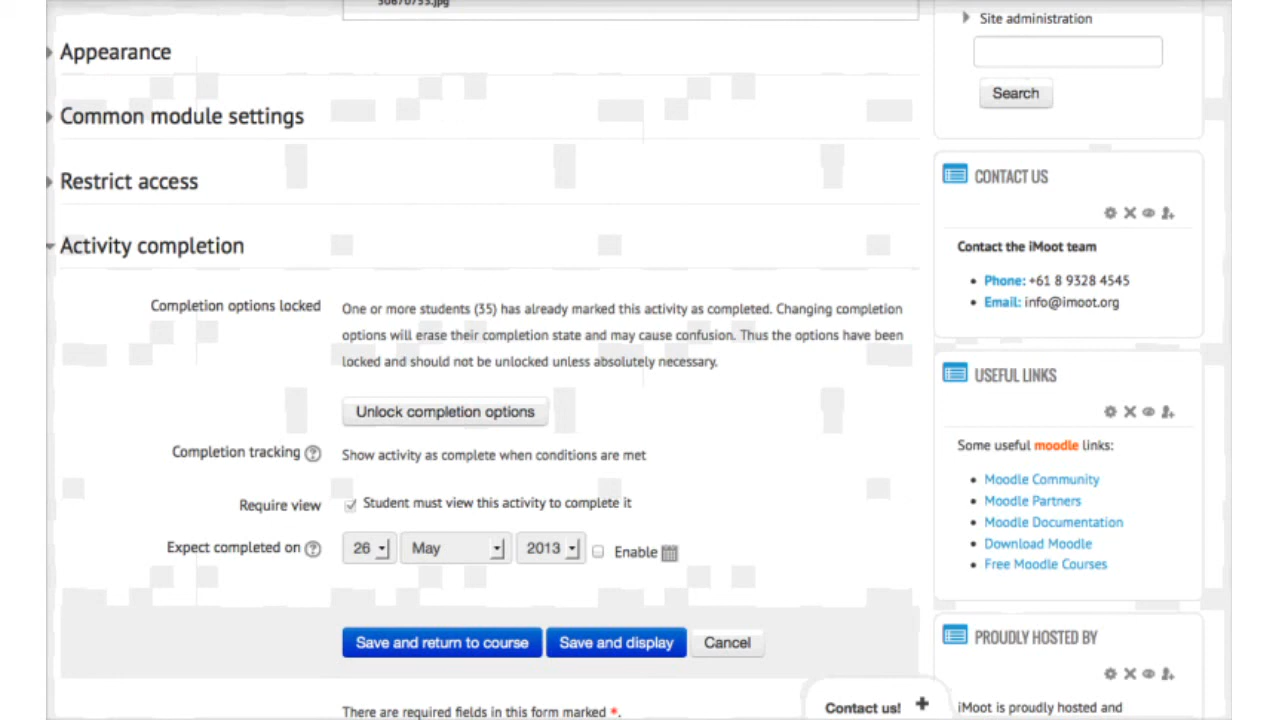 30670753.jpg
Appearance
Common module settings
Restrict access
Activity completion
Completion options locked
One or more students (35) has already marked this activity as completed. Changing completion
options will erase their completion state and may cause confusion. Thus the options have been
locked and should not be unlocked unless absolutely necessary.
Unlock completion options
Completion tracking
Show activity as complete when conditions are met
Require view
Student must view this activity to complete it
Expect completed on
26 May 2013 Enable
Save and return to course Save and display Cancel
There are required fields in this form marked *.
Site administration
Search
CONTACT US
Contact the iMoot team
Phone: +61 8 9328 4545
Email: info@imoot.org
USEFUL LINKS
Some useful moodle links:
Moodle Community
Moodle Partners
Moodle Documentation
Download Moodle
Free Moodle Courses
PROUDLY HOSTED BY
iMoot is proudly hosted and
Contact us! +